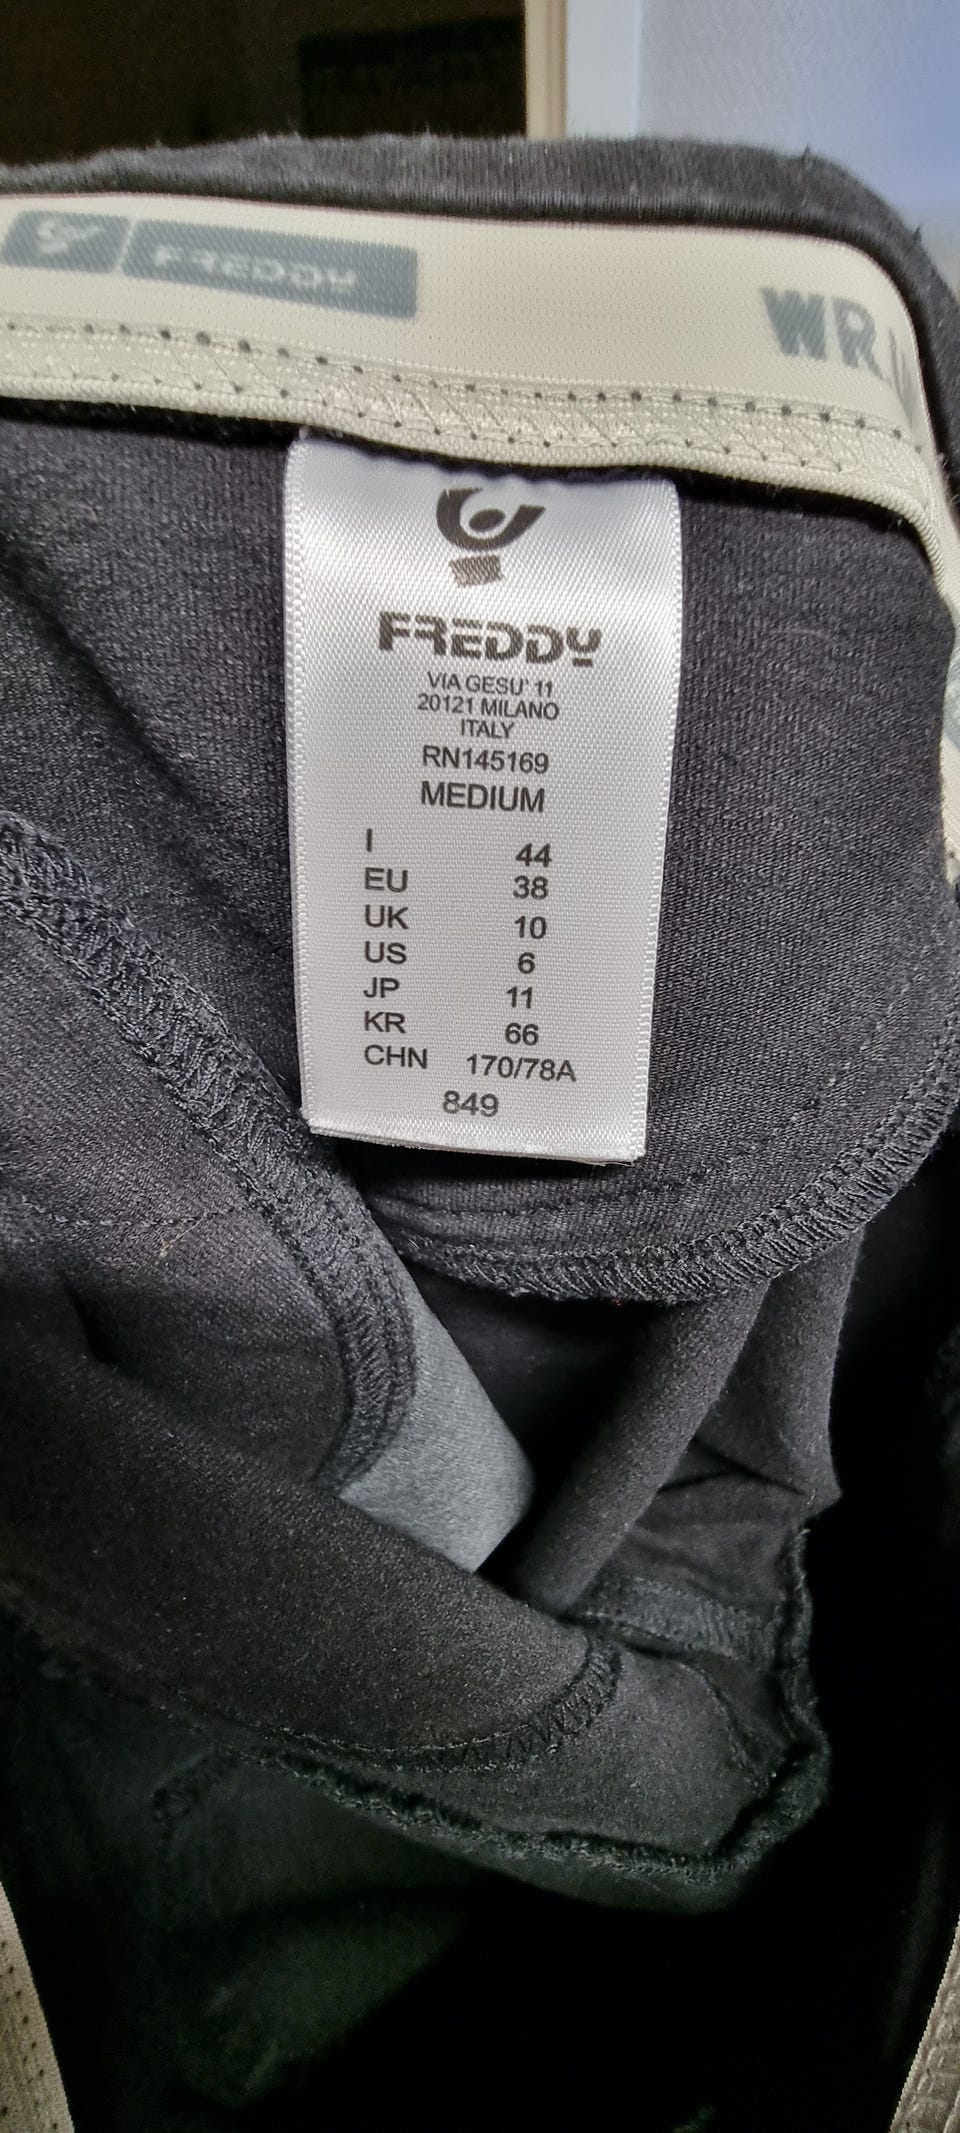 FREDDY
WR.U
FREDDY
VIA GESU' 11
20121 MILANO
ITALY
RN145169
MEDIUM
I 44
EU 38
UK 10
US 6
JP 11
KR 66
CHN 170/78A
849